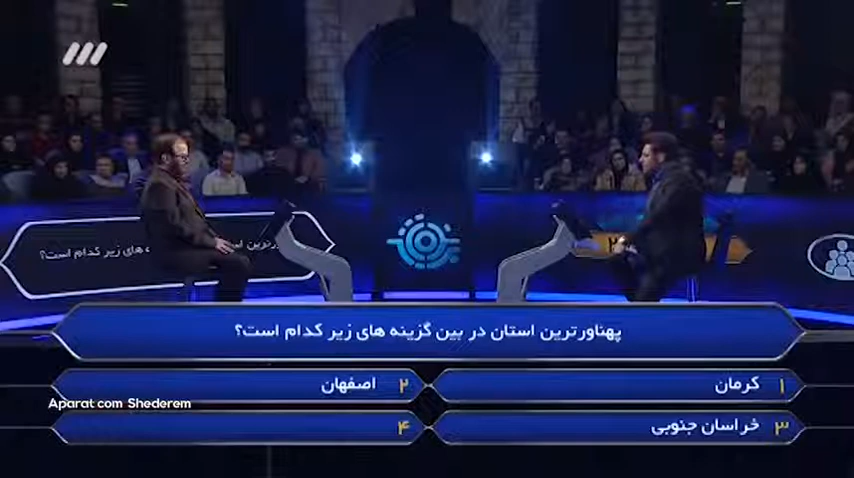 پهناورترین استان در بین گزینه های زیر کدام است؟
۱ کرمان
۲ اصفهان
۳ خراسان جنوبی
۴
Aparat com Shederem